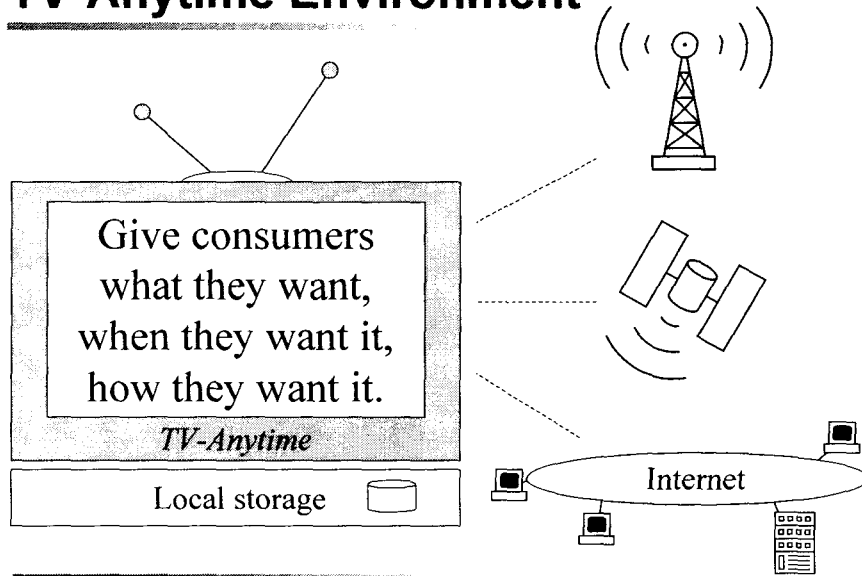 TV-Anytime Environment
Give consumers
what they want,
when they want it,
how they want it.
TV-Anytime
Local storage
Internet